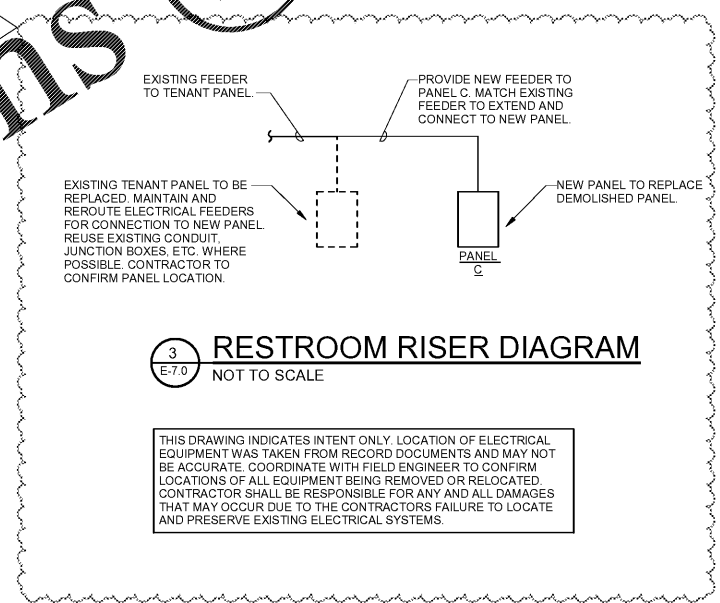 ns
EXISTING FEEDER
TO TENANT PANEL.
PROVIDE NEW FEEDER TO
PANEL C. MATCH EXISTING
FEEDER TO EXTEND AND
CONNECT TO NEW PANEL.
EXISTING TENANT PANEL TO BE
REPLACED. MAINTAIN AND
REROUTE ELECTRICAL FEEDERS
FOR CONNECTION TO NEW PANEL.
REUSE EXISTING CONDUIT,
JUNCTION BOXES, ETC. WHERE
POSSIBLE. CONTRACTOR TO
CONFIRM PANEL LOCATION.
NEW PANEL TO REPLACE
DEMOLISHED PANEL.
PANEL
C
3
E-7.0
RESTROOM RISER DIAGRAM
NOT TO SCALE
THIS DRAWING INDICATES INTENT ONLY. LOCATION OF ELECTRICAL
EQUIPMENT WAS TAKEN FROM RECORD DOCUMENTS AND MAY NOT
BE ACCURATE. COORDINATE WITH FIELD ENGINEER TO CONFIRM
LOCATIONS OF ALL EQUIPMENT BEING REMOVED OR RELOCATED.
CONTRACTOR SHALL BE RESPONSIBLE FOR ANY AND ALL DAMAGES
THAT MAY OCCUR DUE TO THE CONTRACTORS FAILURE TO LOCATE
AND PRESERVE EXISTING ELECTRICAL SYSTEMS.